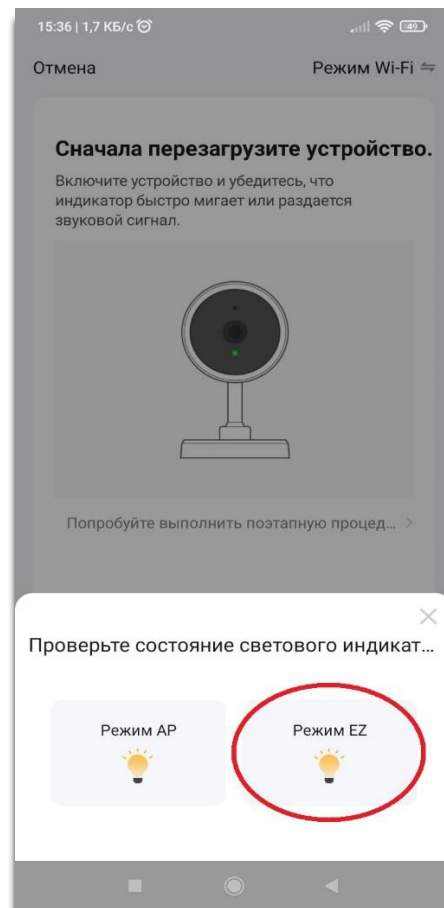 15:36 | 1,7 КБ/с
49
Отмена
Режим Wi-Fi
Сначала перезагрузите устройство.
Включите устройство и убедитесь, что
индикатор быстро мигает или раздается
звуковой сигнал.
Попробуйте выполнить поэтапную процед... >
Проверьте состояние светового индикат...
Режим AP
Режим EZ